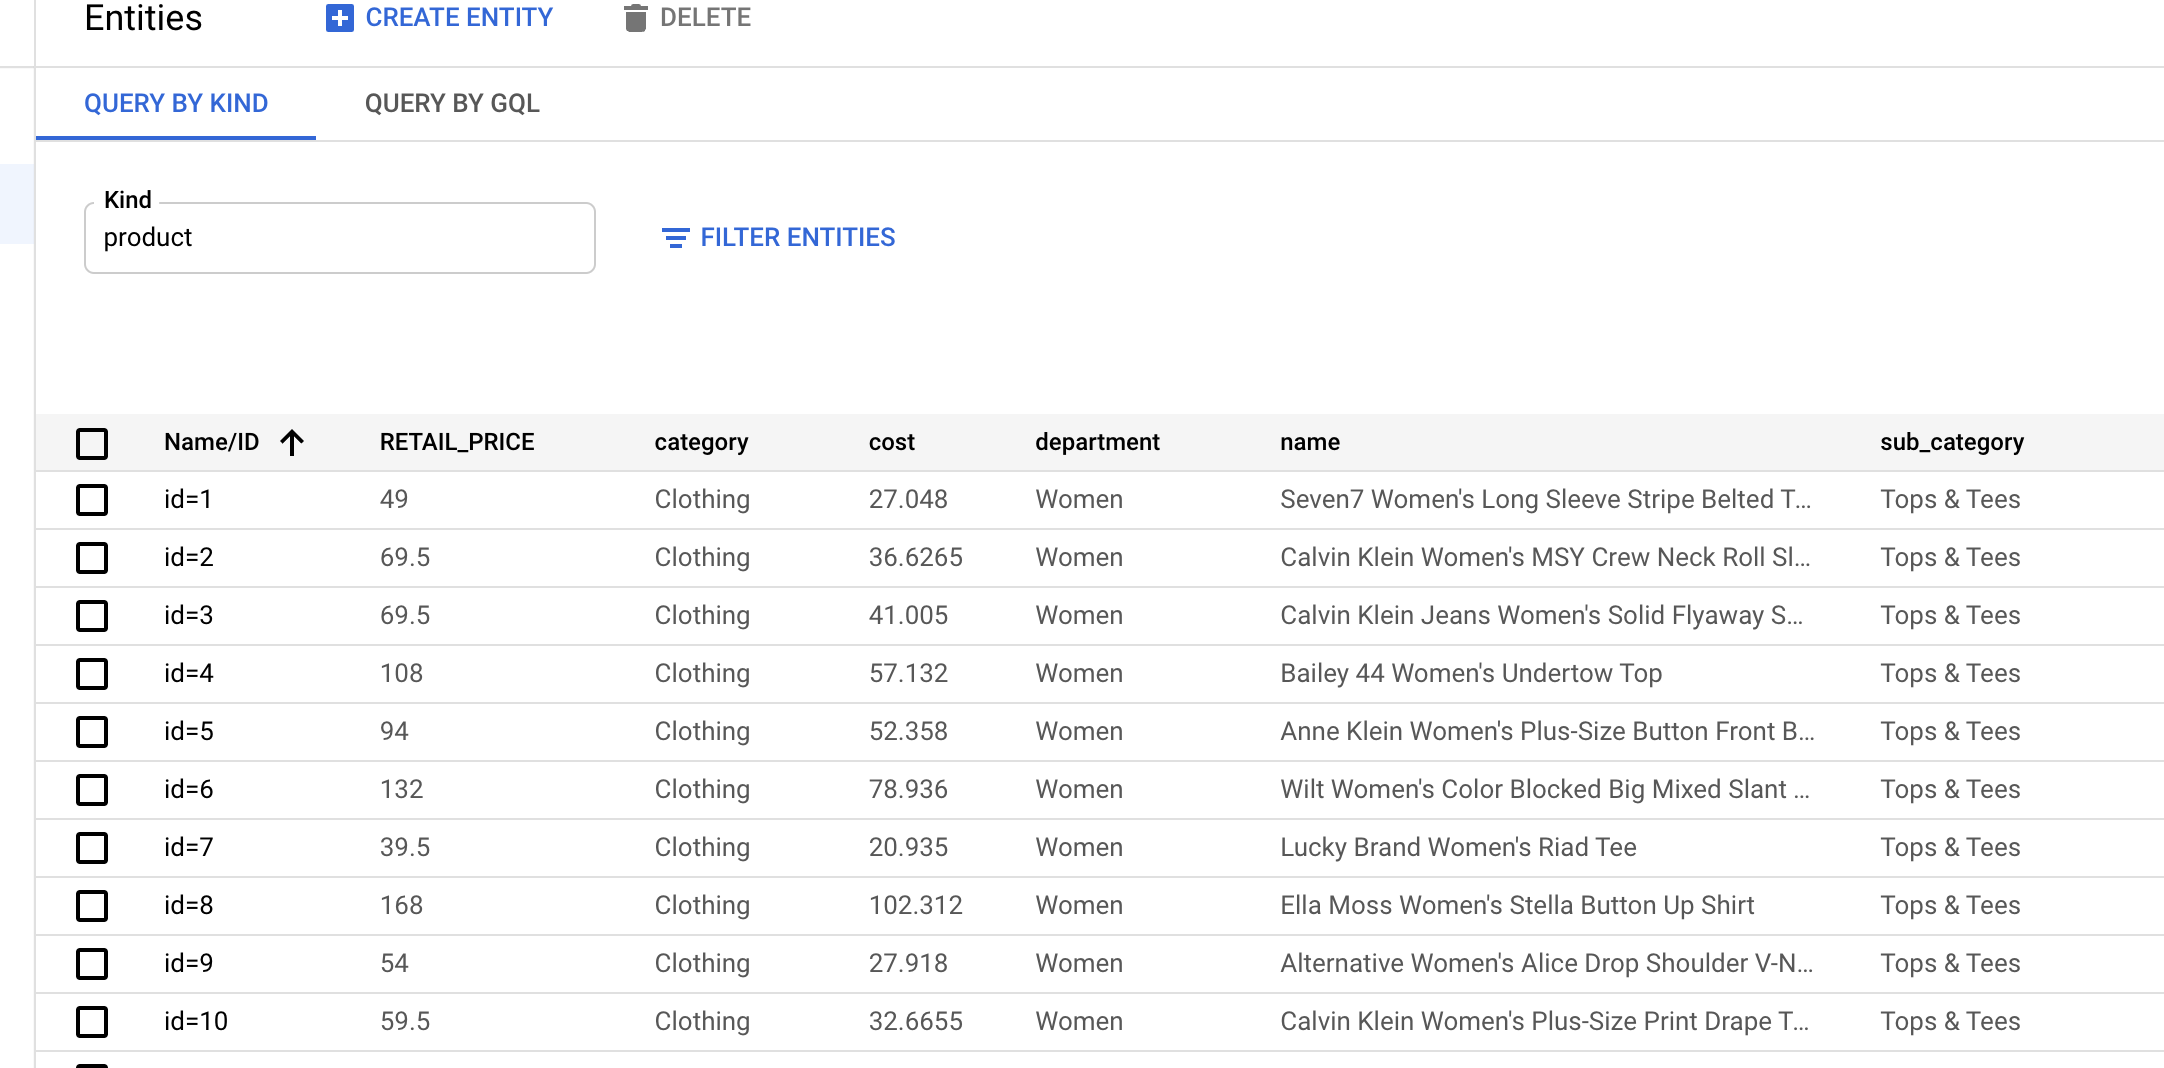 Entities CREATE ENTITY DELETE
QUERY BY KIND QUERY BY GQL
Kind
product FILTER ENTITIES
Name/ID RETAIL_PRICE category cost department name sub_category
id=1 49 Clothing 27.048 Women Seven7 Women's Long Sleeve Stripe Belted T... Tops & Tees
id=2 69.5 Clothing 36.6265 Women Calvin Klein Women's MSY Crew Neck Roll Sl... Tops & Tees
id=3 69.5 Clothing 41.005 Women Calvin Klein Jeans Women's Solid Flyaway S... Tops & Tees
id=4 108 Clothing 57.132 Women Bailey 44 Women's Undertow Top Tops & Tees
id=5 94 Clothing 52.358 Women Anne Klein Women's Plus-Size Button Front B... Tops & Tees
id=6 132 Clothing 78.936 Women Wilt Women's Color Blocked Big Mixed Slant ... Tops & Tees
id=7 39.5 Clothing 20.935 Women Lucky Brand Women's Riad Tee Tops & Tees
id=8 168 Clothing 102.312 Women Ella Moss Women's Stella Button Up Shirt Tops & Tees
id=9 54 Clothing 27.918 Women Alternative Women's Alice Drop Shoulder V-N... Tops & Tees
id=10 59.5 Clothing 32.6655 Women Calvin Klein Women's Plus-Size Print Drape T... Tops & Tees